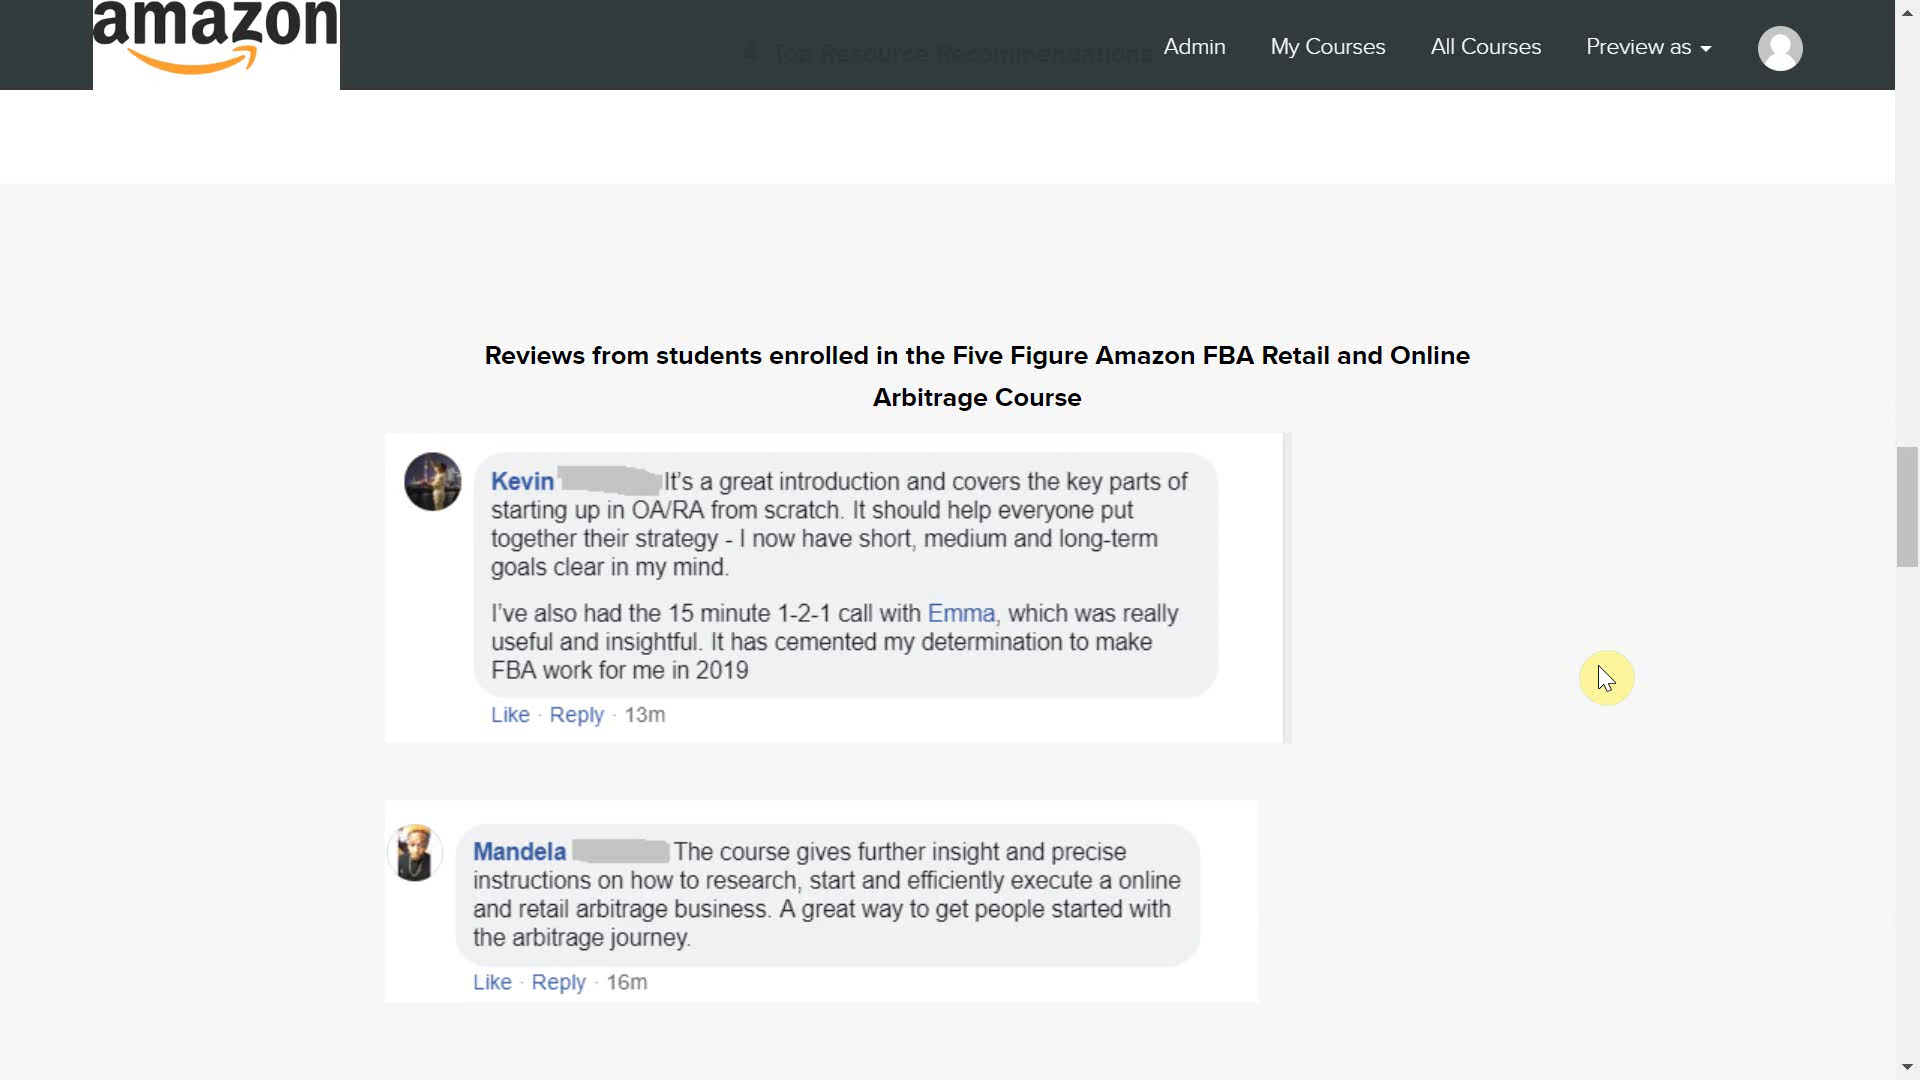 amazon
4 Top Resource Recommendations
Admin
My Courses
All Courses
Preview as
Reviews from students enrolled in the Five Figure Amazon FBA Retail and Online
Arbitrage Course
Kevin It's a great introduction and covers the key parts of
starting up in OA/RA from scratch. It should help everyone put
together their strategy - I now have short, medium and long-term
goals clear in my mind.
I've also had the 15 minute 1-2-1 call with Emma, which was really
useful and insightful. It has cemented my determination to make
FBA work for me in 2019
Like · Reply · 13m
Mandela The course gives further insight and precise
instructions on how to research, start and efficiently execute a online
and retail arbitrage business. A great way to get people started with
the arbitrage journey.
Like · Reply · 16m